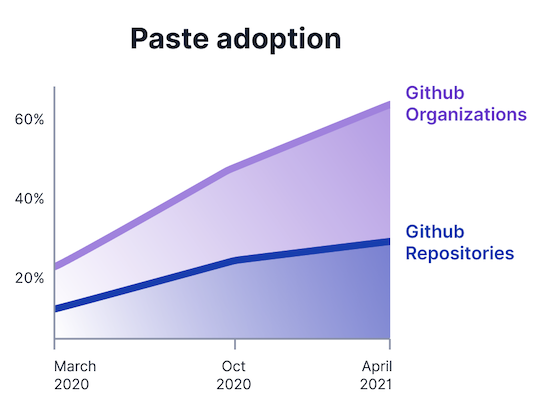 Paste adoption
Github
Organizations
60%
40%
Github
Repositories
20%
March
2020
Oct
2020
April
2021